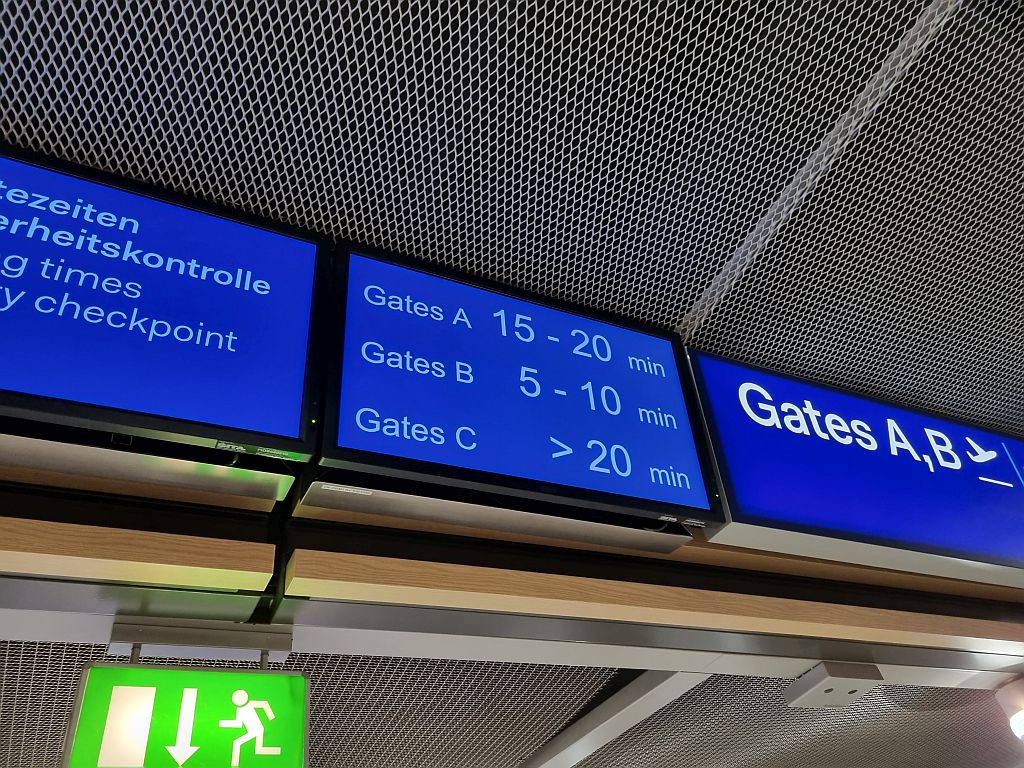 tezeiten
erheitskontrolle
g times
y checkpoint
Gates A 15 - 20 min
Gates B 5 - 10 min
Gates C > 20 min
Gates A,B